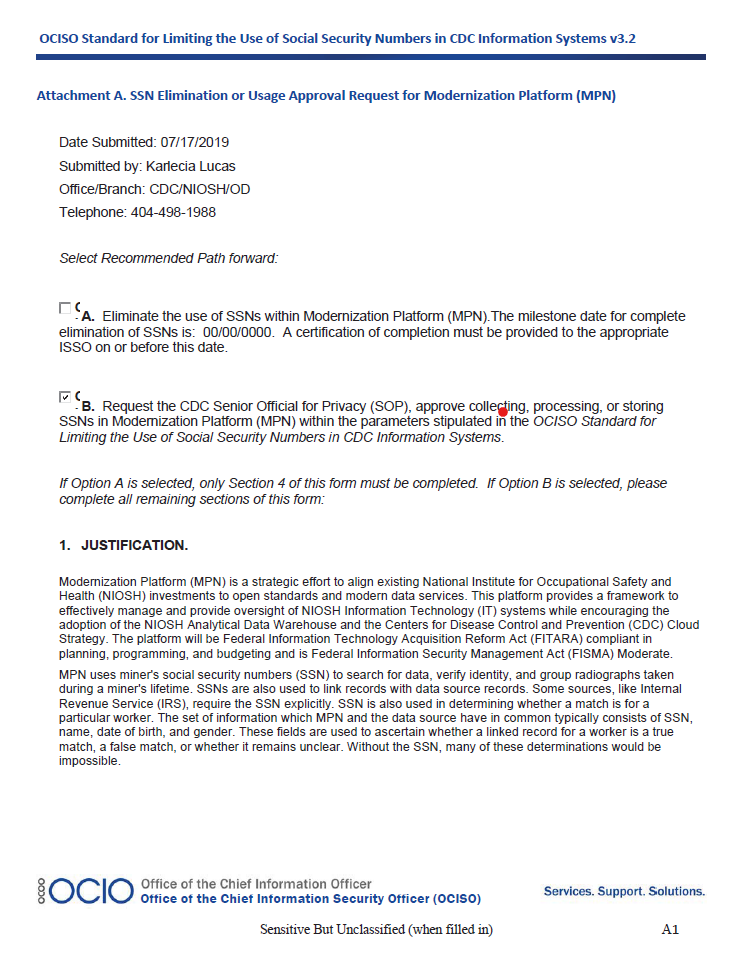 OCISO Standard for Limiting the Use of Social Security Numbers in CDC Information Systems v3.2
Attachment A. SSN Elimination or Usage Approval Request for Modernization Platform (MPN)
Date Submitted: 07/17/2019
Submitted by: Karlecia Lucas
Office/Branch: CDC/NIOSH/OD
Telephone: 404-498-1988
Select Recommended Path forward:
A. Eliminate the use of SSNs within Modernization Platform (MPN).The milestone date for complete
elimination of SSNs is: 00/00/0000. A certification of completion must be provided to the appropriate
ISSO on or before this date.
B. Request the CDC Senior Official for Privacy (SOP), approve collecting, processing, or storing
SSNs in Modernization Platform (MPN) within the parameters stipulated in the OCISO Standard for
Limiting the Use of Social Security Numbers in CDC Information Systems.
If Option A is selected, only Section 4 of this form must be completed. If Option B is selected, please
complete all remaining sections of this form:
1. JUSTIFICATION.
Modernization Platform (MPN) is a strategic effort to align existing National Institute for Occupational Safety and
Health (NIOSH) investments to open standards and modern data services. This platform provides a framework to
effectively manage and provide oversight of NIOSH Information Technology (IT) systems while encouraging the
adoption of the NIOSH Analytical Data Warehouse and the Centers for Disease Control and Prevention (CDC) Cloud
Strategy. The platform will be Federal Information Technology Acquisition Reform Act (FITARA) compliant in
planning, programming, and budgeting and is Federal Information Security Management Act (FISMA) Moderate.
MPN uses miner's social security numbers (SSN) to search for data, verify identity, and group radiographs taken
during a miner's lifetime. SSNs are also used to link records with data source records. Some sources, like Internal
Revenue Service (IRS), require the SSN explicitly. SSN is also used in determining whether a match is for a
particular worker. The set of information which MPN and the data source have in common typically consists of SSN,
name, date of birth, and gender. These fields are used to ascertain whether a linked record for a worker is a true
match, a false match, or whether it remains unclear. Without the SSN, many of these determinations would be
impossible.
OCIO Office of the Chief Information Officer
Office of the Chief Information Security Officer (OCISO)
Services. Support. Solutions.
Sensitive But Unclassified (when filled in) A1